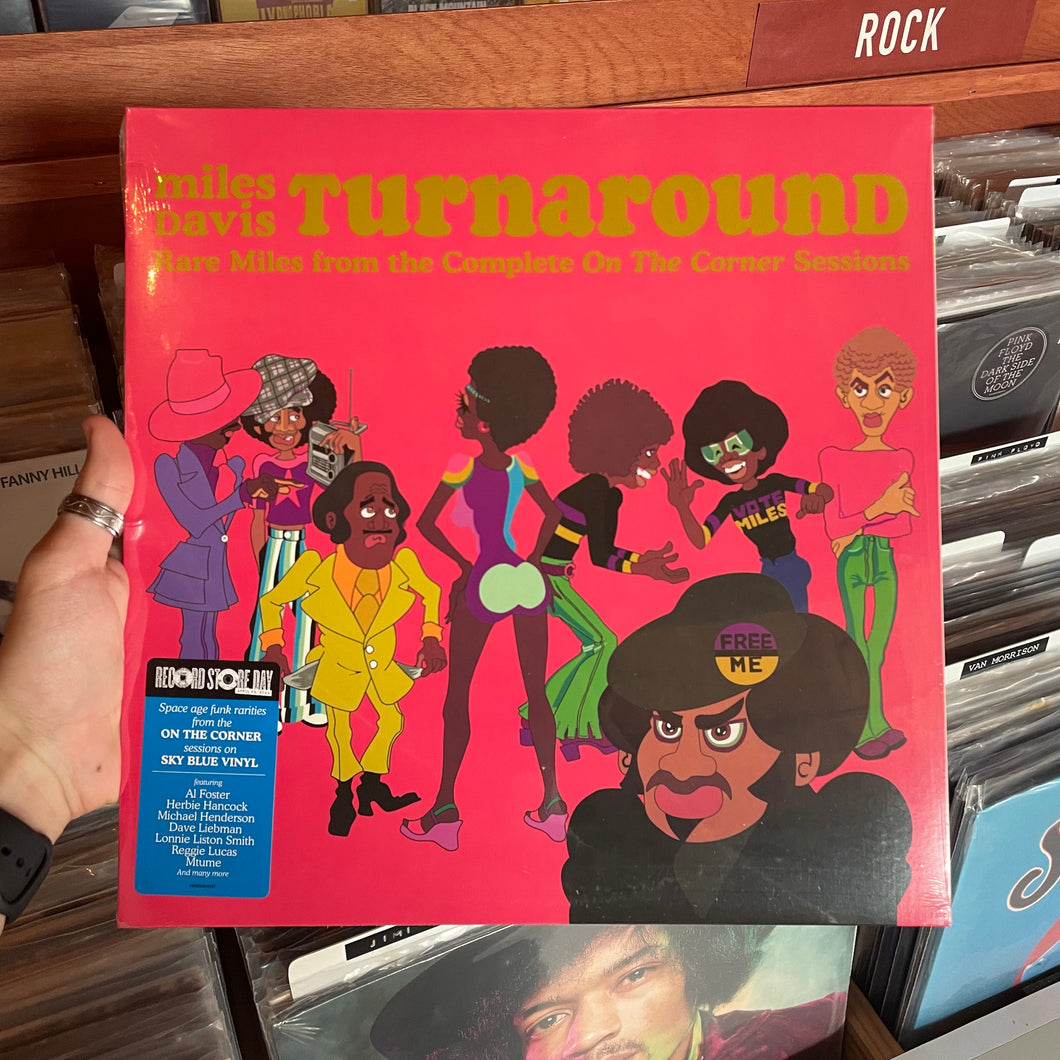 ROCK
miles Davis
Turnaround
Rare Miles from the Complete On The Corner Sessions
VOTE
MILES
FREE
ME
RECORD STORE DAY
Space age funk rarities
from the
ON THE CORNER
sessions on
SKY BLUE VINYL
featuring
Al Foster
Herbie Hancock
Michael Henderson
Dave Liebman
Lonnie Liston Smith
Reggie Lucas
Mtume
And many more
FANNY HILL
PINK
FLOYD
THE
DARK SIDE
OF THE
MOON
PINK FLOYD
VAN MORRISON